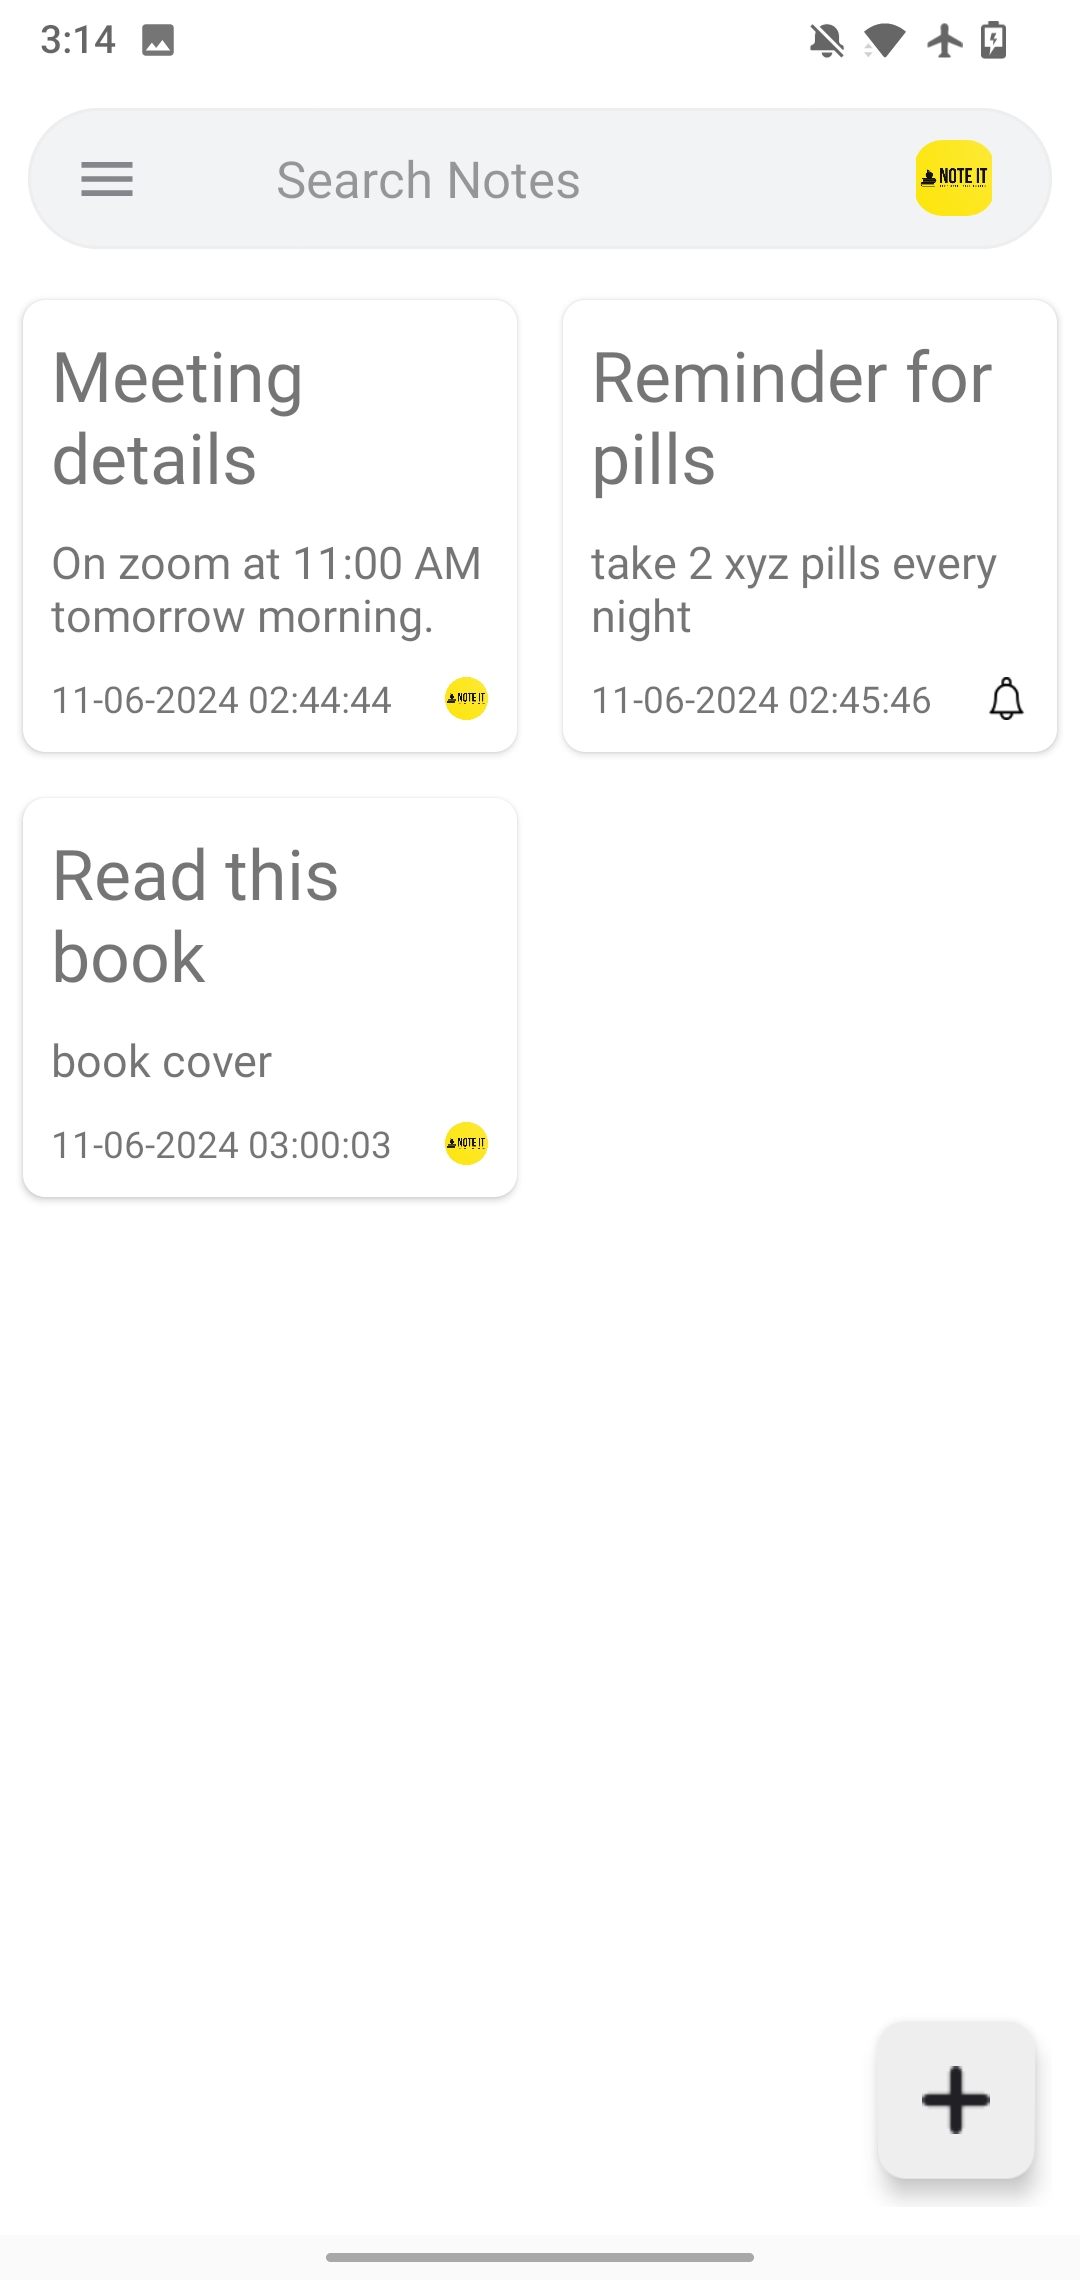 3:14
Search Notes
NOTE IT
Meeting
details
On zoom at 11:00 AM
tomorrow morning.
11-06-2024 02:44:44
NOTE IT
Reminder for
pills
take 2 xyz pills every
night
11-06-2024 02:45:46
Read this
book
book cover
11-06-2024 03:00:03
NOTE IT